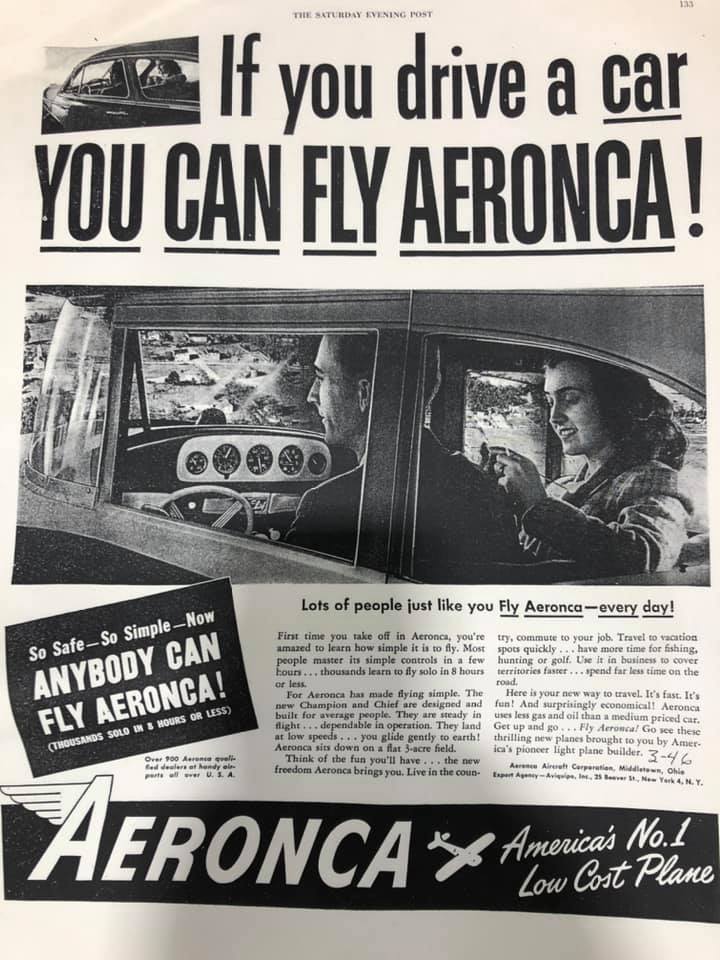 THE SATURDAY EVENING POST
133
If you drive a car
YOU CAN FLY AERONCA!
So Safe—So Simple—Now
ANYBODY CAN
FLY AERONCA!
(THOUSANDS SOLO IN 8 HOURS OR LESS)
Over 900 Aeronca quali-
fied dealers at handy air-
ports all over U. S. A.
Lots of people just like you Fly Aeronca—every day!
First time you take off in Aeronca, you're
amazed to learn how simple it is to fly. Most
people master its simple controls in a few
hours . . . thousands learn to fly solo in 8 hours
or less.
For Aeronca has made flying simple. The
new Champion and Chief are designed and
built for average people. They are steady in
flight . . . dependable in operation. They land
at low speeds . . . you glide gently to earth!
Aeronca sits down on a flat 3-acre field.
Think of the fun you'll have . . . the new
freedom Aeronca brings you. Live in the coun-
try, commute to your job. Travel to vacation
spots quickly . . . have more time for fishing,
hunting or golf. Use it in business to cover
territories faster . . . spend far less time on the
road.
Here is your new way to travel. It's fast. It's
fun! And surprisingly economical! Aeronca
uses less gas and oil than a medium priced car.
Get up and go . . . Fly Aeronca! Go see these
thrilling new planes brought to you by Amer-
ica's pioneer light plane builder.
3-46
Aeronca Aircraft Corporation, Middletown, Ohio
Export Agency—Aviquipo, Inc., 25 Beaver St., New York 4, N. Y.
AERONCA
America's No.1
Low Cost Plane